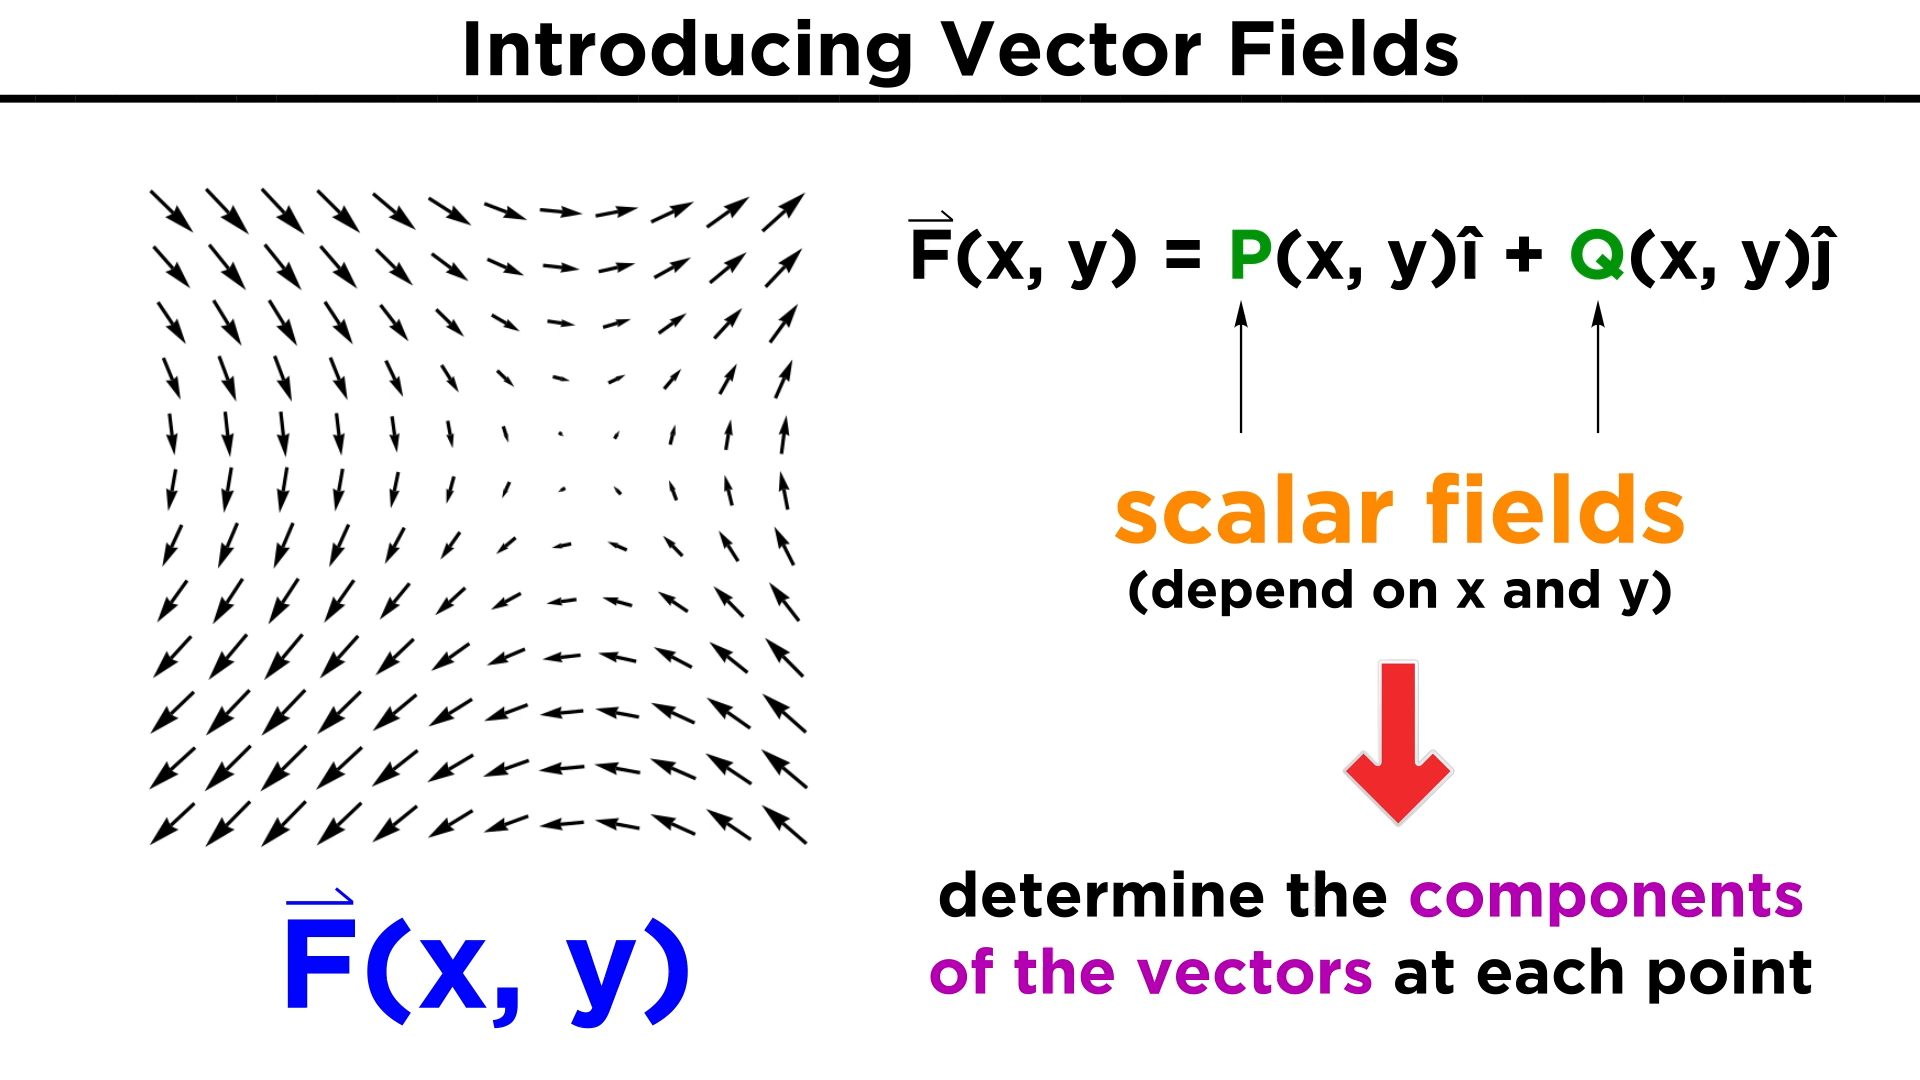 Introducing Vector Fields
F⃗(x, y) = P(x, y)î + Q(x, y)ĵ
scalar fields
(depend on x and y)
determine the components
of the vectors at each point
F⃗(x, y)